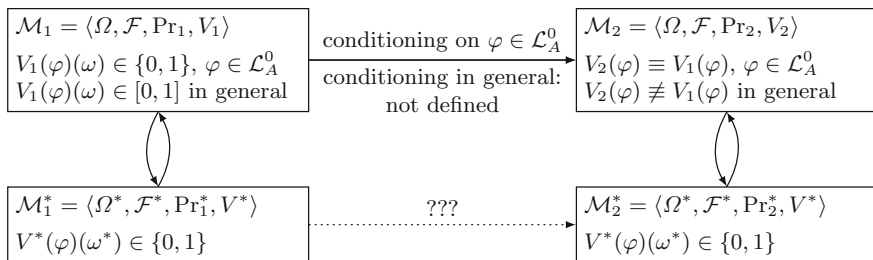 ℳ₁ = ⟨Ω, ℱ, Pr₁, V₁⟩
V₁(φ)(ω) ∈ {0, 1}, φ ∈ ℒ⁰_A
V₁(φ)(ω) ∈ [0, 1] in general
conditioning on φ ∈ ℒ⁰_A
conditioning in general:
not defined
ℳ₂ = ⟨Ω, ℱ, Pr₂, V₂⟩
V₂(φ) ≡ V₁(φ), φ ∈ ℒ⁰_A
V₂(φ) ≢ V₁(φ) in general
ℳ₁* = ⟨Ω*, ℱ*, Pr₁*, V*⟩
V*(φ)(ω*) ∈ {0, 1}
???
ℳ₂* = ⟨Ω*, ℱ*, Pr₂*, V*⟩
V*(φ)(ω*) ∈ {0, 1}